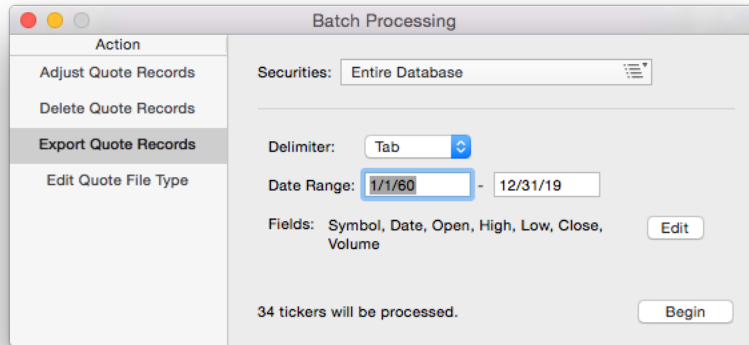 Batch Processing
Action
Adjust Quote Records
Delete Quote Records
Export Quote Records
Edit Quote File Type
Securities: Entire Database
Delimiter: Tab
Date Range: 1/1/60 - 12/31/19
Fields: Symbol, Date, Open, High, Low, Close,
Volume
Edit
34 tickers will be processed.
Begin